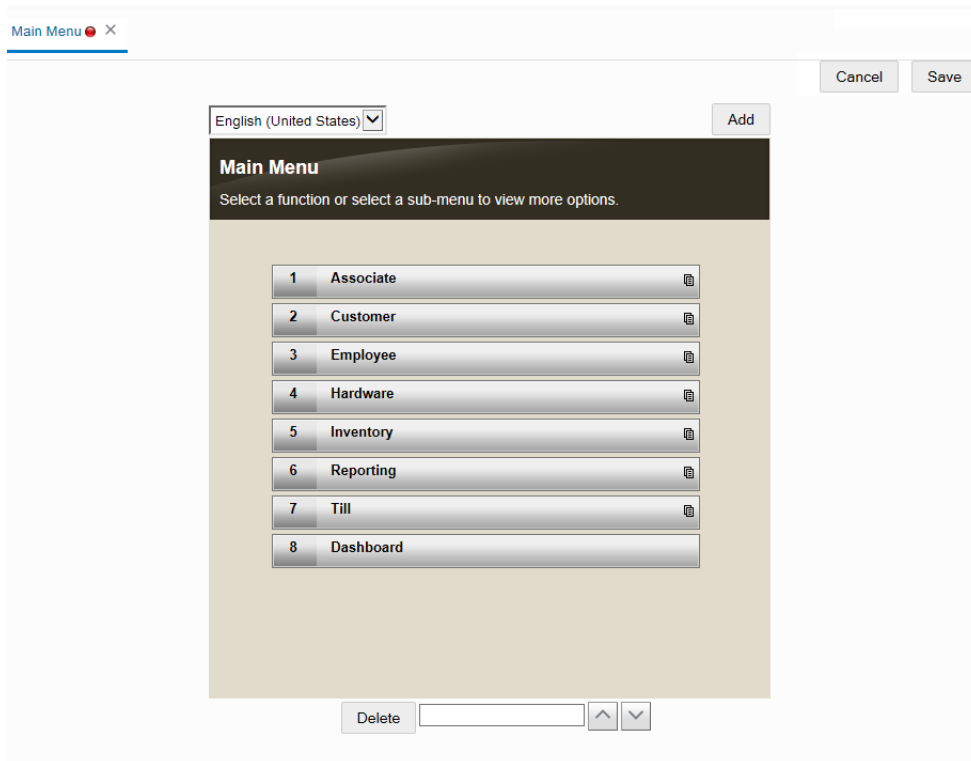 Main Menu
Cancel Save
English (United States) Add
Main Menu
Select a function or select a sub-menu to view more options.
1 Associate
2 Customer
3 Employee
4 Hardware
5 Inventory
6 Reporting
7 Till
8 Dashboard
Delete